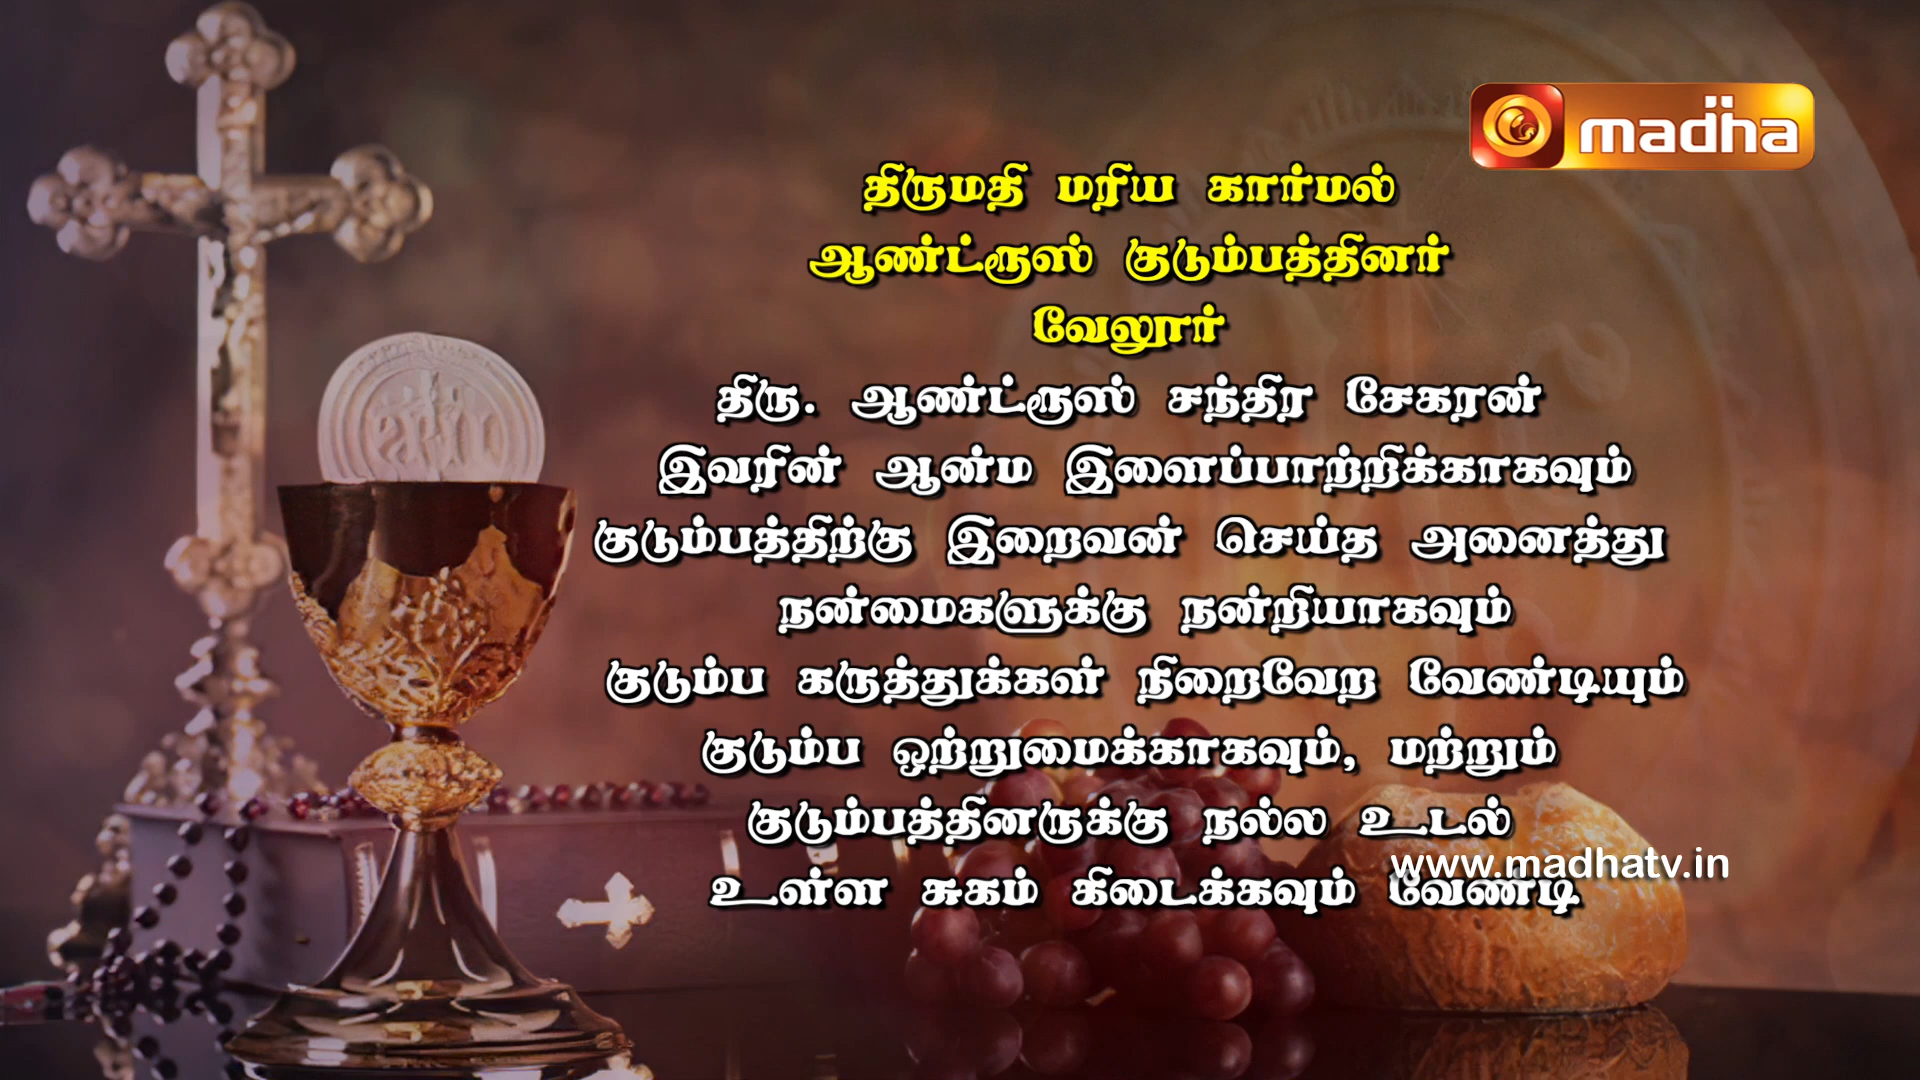 mädha
திருமதி மரிய கார்மல்
ஆண்ட்ரூஸ் குடும்பத்தினர்
வேலூர்
திரு. ஆண்ட்ரூஸ் சந்திர சேகரன்
இவரின் ஆன்ம இளைப்பாற்றிக்காகவும்
குடும்பத்திற்கு இறைவன் செய்த அனைத்து
நன்மைகளுக்கு நன்றியாகவும்
குடும்ப கருத்துக்கள் நிறைவேற வேண்டியும்
குடும்ப ஒற்றுமைக்காகவும், மற்றும்
குடும்பத்தினருக்கு நல்ல உடல்
www.madhatv.in
உள்ள சுகம் கிடைக்கவும் வேண்டி